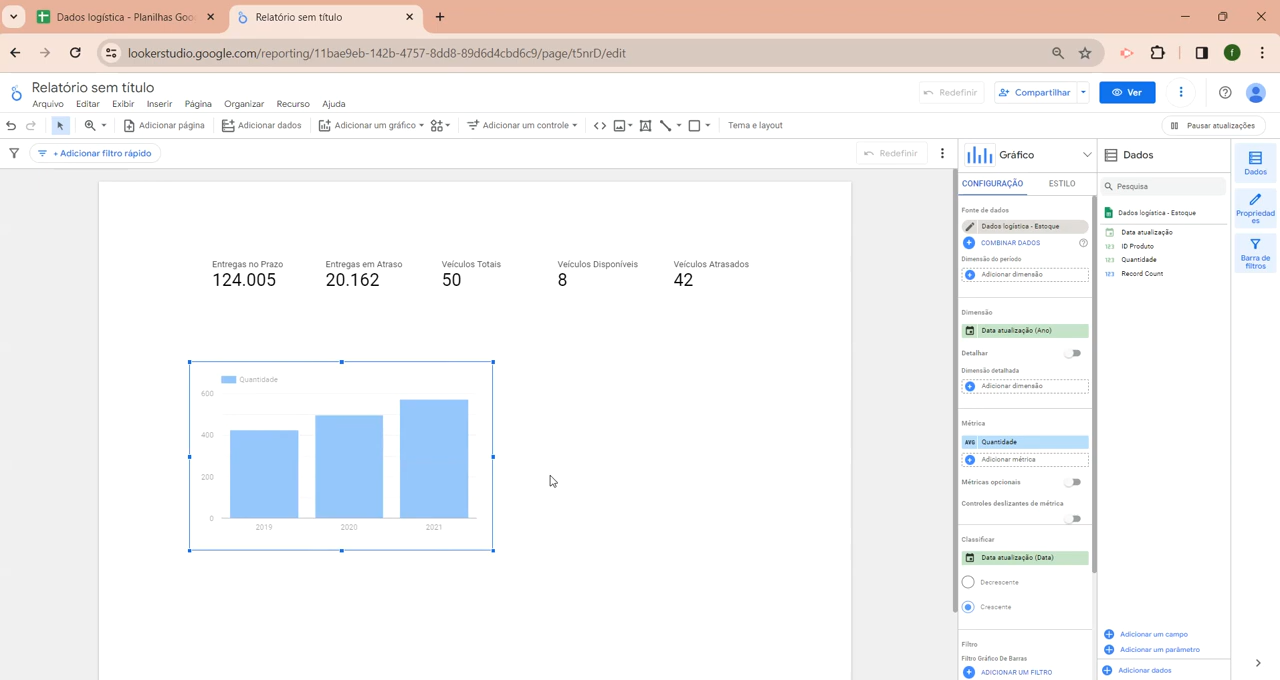 Dados logística - Planilhas Goo
Relatório sem título
lookerstudio.google.com/reporting/11bae9eb-142b-4757-8dd8-89d6d4cbd6c9/page/t5nrD/edit
f
Relatório sem título
Arquivo Editar Exibir Inserir Página Organizar Recurso Ajuda
Redefinir
Compartilhar
Ver
Adicionar página
Adicionar dados
Adicionar um gráfico
Adicionar um controle
Tema e layout
Pausar atualizações
+ Adicionar filtro rápido
Redefinir
Entregas no Prazo
124.005
Entregas em Atraso
20.162
Veículos Totais
50
Veículos Disponíveis
8
Veículos Atrasados
42
Quantidade
600
400
200
0
2019 2020 2021
Gráfico
CONFIGURAÇÃO ESTILO
Fonte de dados
Dados logística - Estoque
COMBINAR DADOS
Dimensão do período
Adicionar dimensão
Dimensão
Data atualização (Ano)
Detalhar
Dimensão detalhada
Adicionar dimensão
Métrica
AVG Quantidade
Adicionar métrica
Métricas opcionais
Controles deslizantes de métrica
Classificar
Data atualização (Data)
Decrescente
Crescente
Filtro
Filtro Gráfico De Barras
ADICIONAR UM FILTRO
Dados
Pesquisa
Dados logística - Estoque
Data atualização
123 ID Produto
123 Quantidade
123 Record Count
Adicionar um campo
Adicionar um parâmetro
Adicionar dados
Dados
Propriedad
es
Barra de
filtros